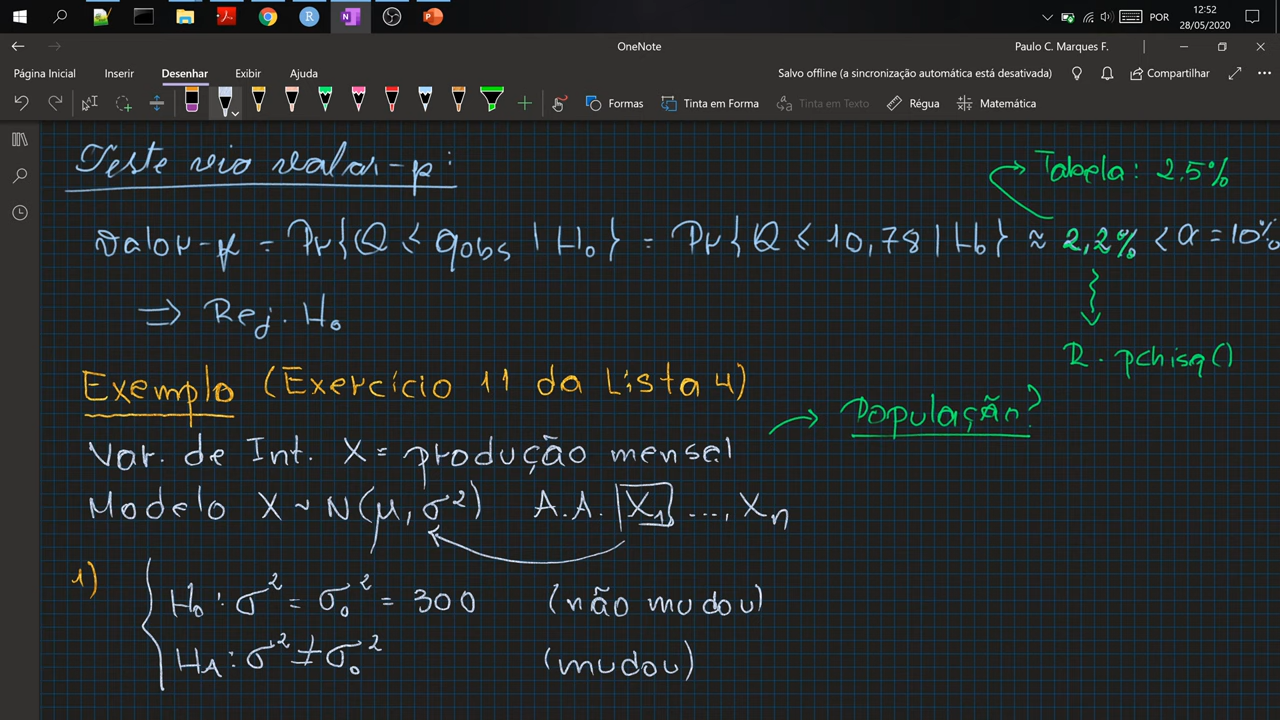 12:52
POR
28/05/2020
OneNote
Paulo C. Marques F.
Página Inicial Inserir Desenhar Exibir Ajuda
Salvo offline (a sincronização automática está desativada)
Compartilhar
Formas Tinta em Forma Tinta em Texto Régua Matemática
Teste via valor-p:
Tabela: 2.5%
valor-p = Pr{Q ≤ qobs | H₀} = Pr{Q ≤ 10,78 | H₀} ≈ 2,2% < α = 10%
⇒ Rej. H₀
R. pchisq()
Exemplo (Exercício 11 da Lista 4)
→ População?
Var. de Int. X = produção mensal
Modelo X ~ N(μ, σ²) A.A. X₁, ..., Xn
1)
H₀: σ² = σ₀² = 300 (não mudou)
HA: σ² ≠ σ₀² (mudou)